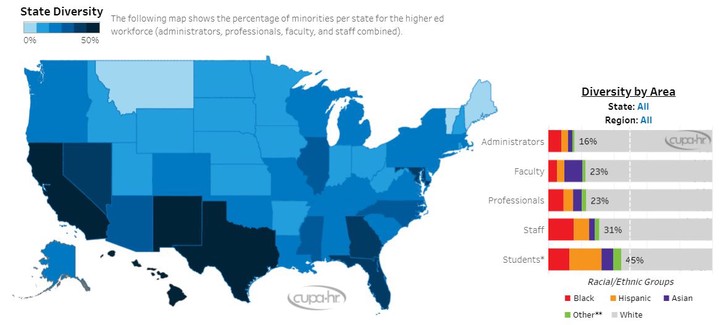 State Diversity
0% 50%
The following map shows the percentage of minorities per state for the higher ed
workforce (administrators, professionals, faculty, and staff combined).
cupa-hr
Diversity by Area
State: All
Region: All
Administrators 16%
cupa-hr
Faculty 23%
Professionals 23%
Staff 31%
Students* 45%
Racial/Ethnic Groups
Black Hispanic Asian
Other** White